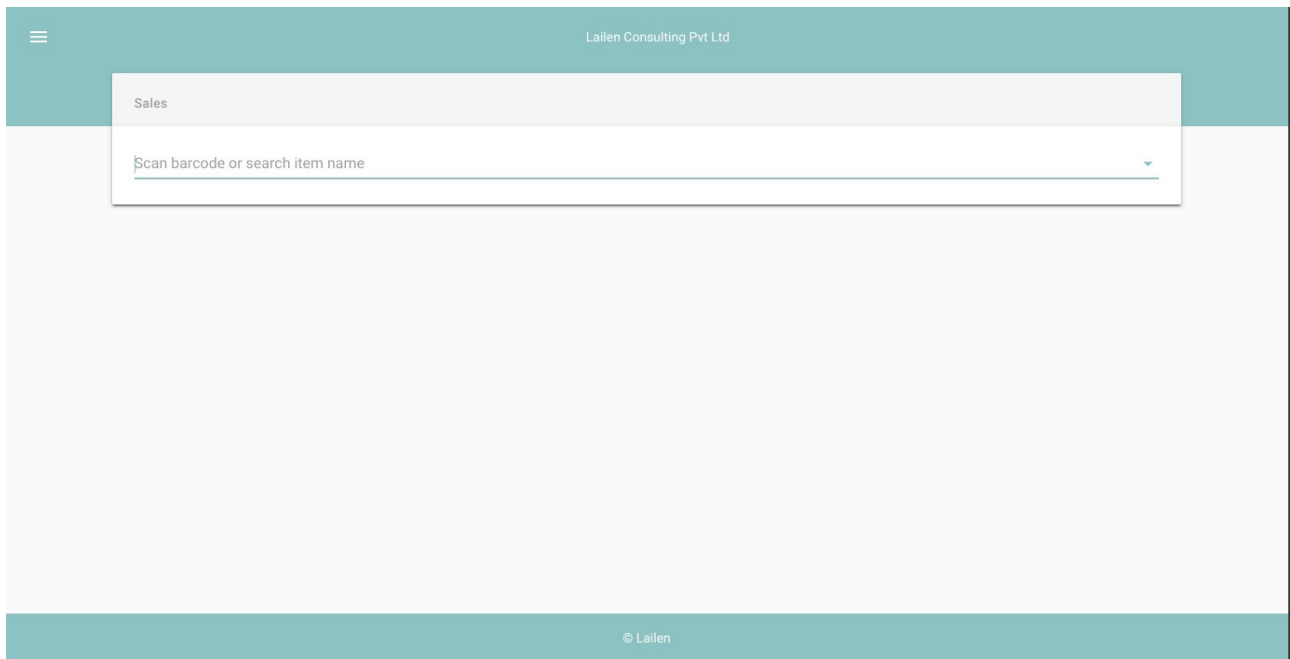 Lailen Consulting Pvt Ltd
Sales
Scan barcode or search item name
© Lailen